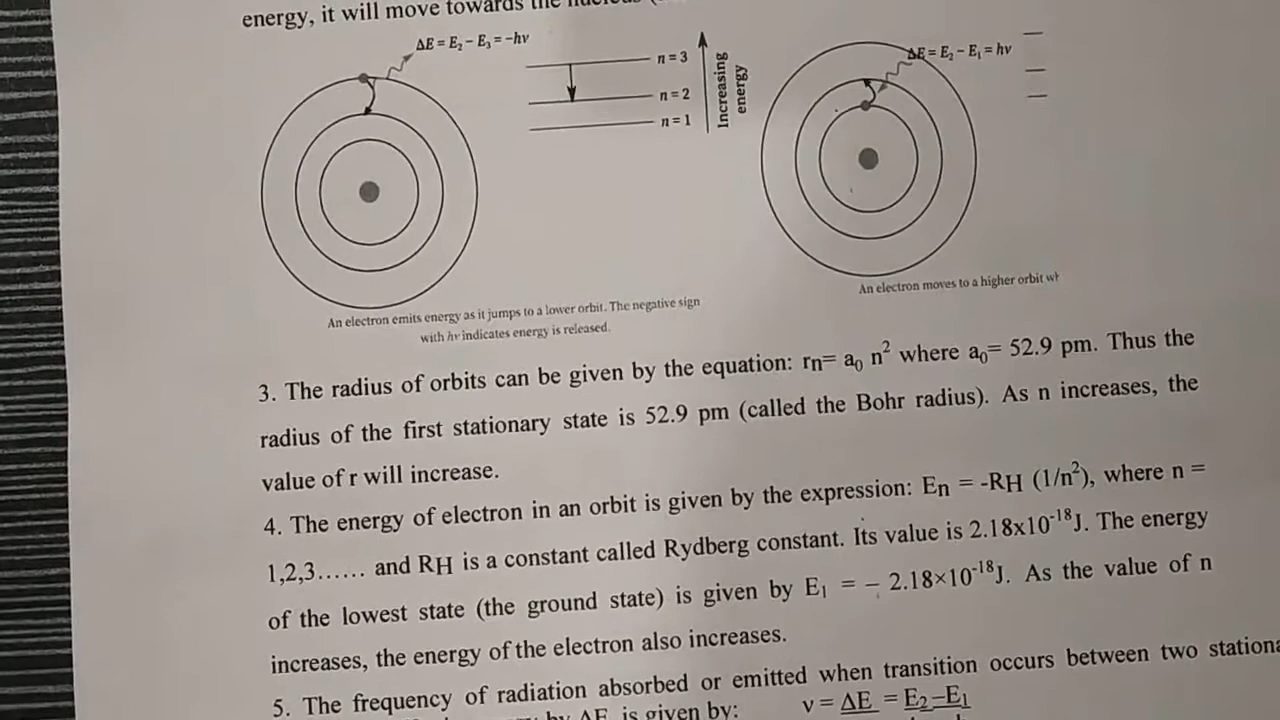 energy, it will move towards the
ΔE = E₂ − E₃ = −hν
n = 3
n = 2
n = 1
Increasing
energy
ΔE = E₂ − E₁ = hν
An electron emits energy as it jumps to a lower orbit. The negative sign
with hν indicates energy is released.
An electron moves to a higher orbit
3. The radius of orbits can be given by the equation: rn= a₀ n² where a₀= 52.9 pm. Thus the
radius of the first stationary state is 52.9 pm (called the Bohr radius). As n increases, the
value of r will increase.
4. The energy of electron in an orbit is given by the expression: En = -RH (1/n²), where n =
1,2,3...... and RH is a constant called Rydberg constant. Its value is 2.18x10⁻¹⁸J. The energy
of the lowest state (the ground state) is given by E₁ = − 2.18×10⁻¹⁸J. As the value of n
increases, the energy of the electron also increases.
5. The frequency of radiation absorbed or emitted when transition occurs between two
by ΔE is given by: ν = ΔE = E₂−E₁